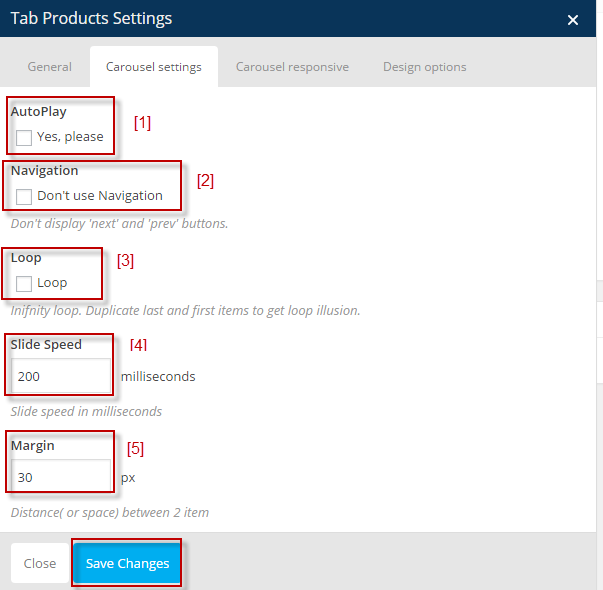 Tab Products Settings ×
General Carousel settings Carousel responsive Design options
AutoPlay
Yes, please [1]
Navigation
Don't use Navigation [2]
Don't display 'next' and 'prev' buttons.
Loop
Loop [3]
Inifnity loop. Duplicate last and first items to get loop illusion.
Slide Speed [4]
200 milliseconds
Slide speed in milliseconds
Margin [5]
30 px
Distance( or space) between 2 item
Close Save Changes